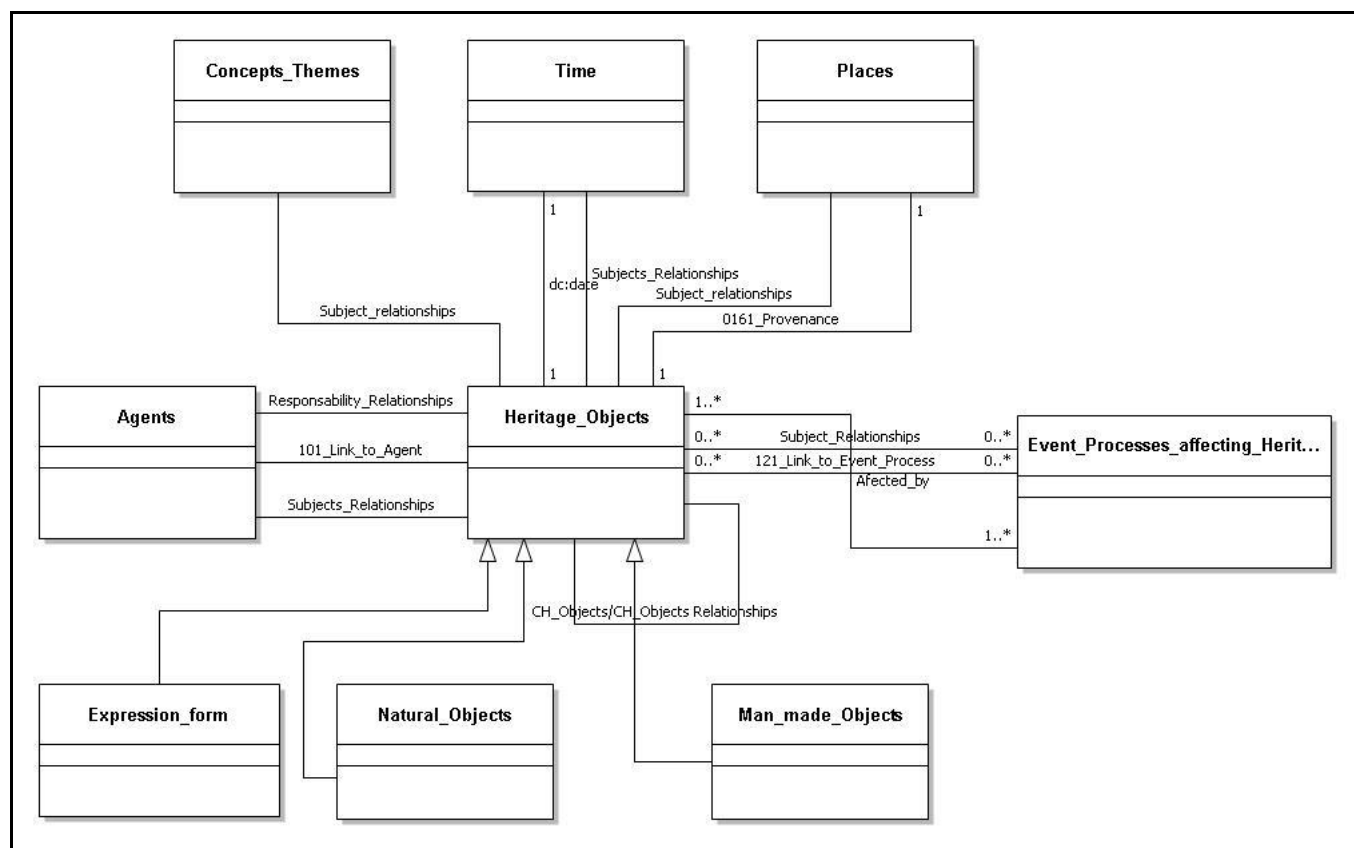 Concepts_Themes
Time
Places
1
1
Subjects_Relationships
dc:date
Subject_relationships
Subject_relationships
0161_Provenance
1
1
Agents
Responsability_Relationships
Heritage_Objects
1..*
Event_Processes_affecting_Herit...
0..*
Subject_Relationships
0..*
101_Link_to_Agent
0..*
121_Link_to_Event_Process
0..*
Afected_by
Subjects_Relationships
1..*
CH_Objects/CH_Objects Relationships
Expression_form
Natural_Objects
Man_made_Objects